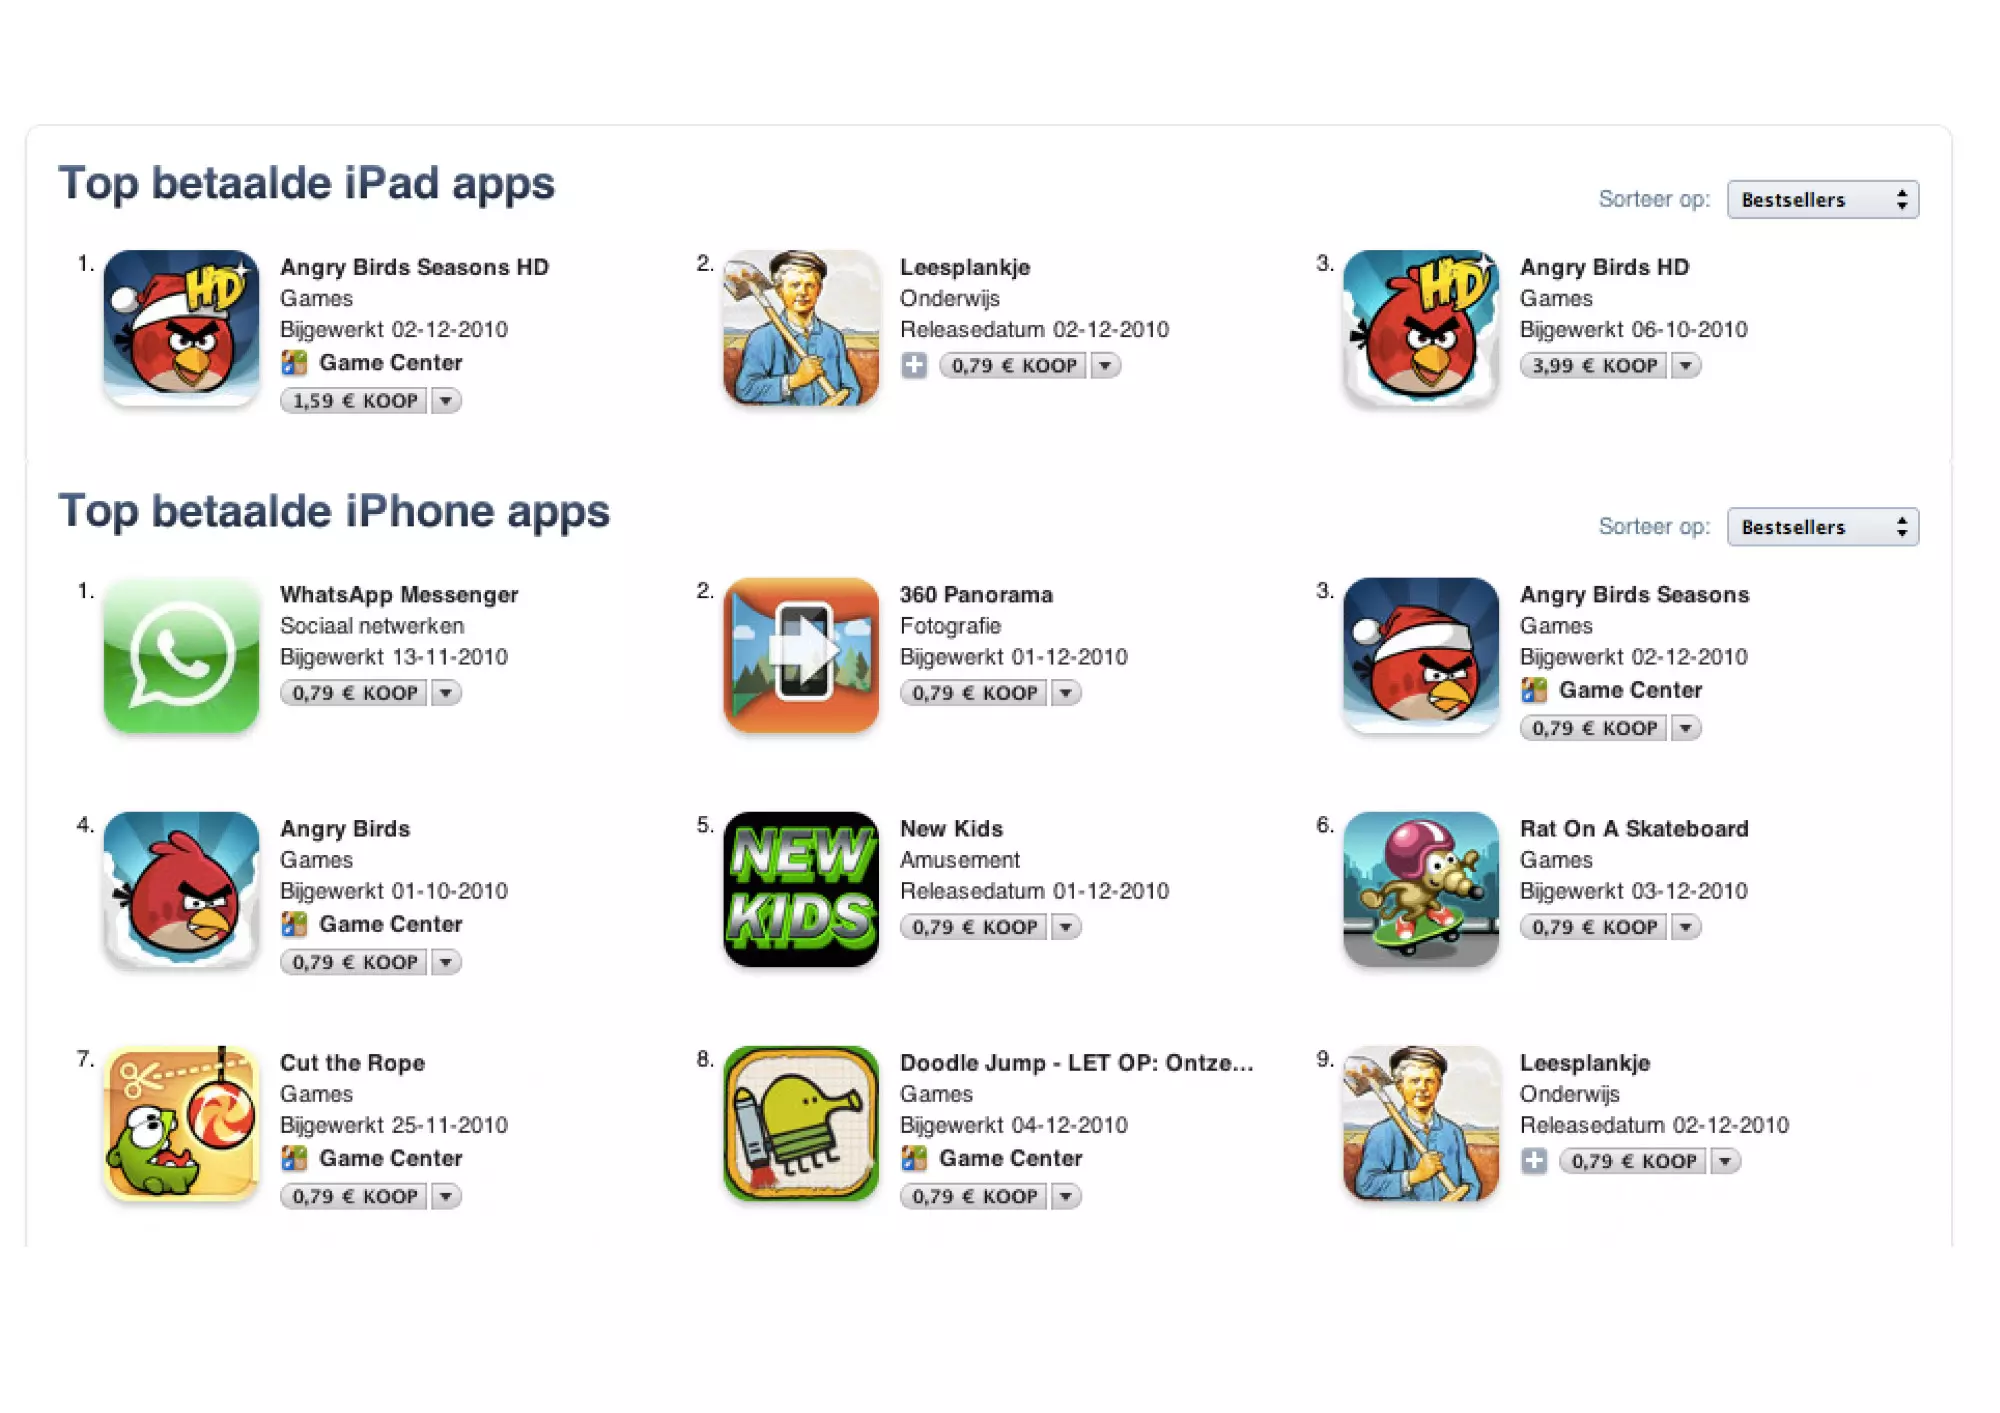 Top betaalde iPad apps
Sorteer op: Bestsellers
1.
HD
Angry Birds Seasons HD
Games
Bijgewerkt 02-12-2010
Game Center
1,59 € KOOP
2.
Leesplankje
Onderwijs
Releasedatum 02-12-2010
0,79 € KOOP
3.
HD
Angry Birds HD
Games
Bijgewerkt 06-10-2010
3,99 € KOOP
Top betaalde iPhone apps
Sorteer op: Bestsellers
1.
WhatsApp Messenger
Sociaal netwerken
Bijgewerkt 13-11-2010
0,79 € KOOP
2.
360 Panorama
Fotografie
Bijgewerkt 01-12-2010
0,79 € KOOP
3.
Angry Birds Seasons
Games
Bijgewerkt 02-12-2010
Game Center
0,79 € KOOP
4.
Angry Birds
Games
Bijgewerkt 01-10-2010
Game Center
0,79 € KOOP
5.
NEW
KIDS
New Kids
Amusement
Releasedatum 01-12-2010
0,79 € KOOP
6.
Rat On A Skateboard
Games
Bijgewerkt 03-12-2010
0,79 € KOOP
7.
Cut the Rope
Games
Bijgewerkt 25-11-2010
Game Center
0,79 € KOOP
8.
Doodle Jump - LET OP: Ontze...
Games
Bijgewerkt 04-12-2010
Game Center
0,79 € KOOP
9.
Leesplankje
Onderwijs
Releasedatum 02-12-2010
0,79 € KOOP